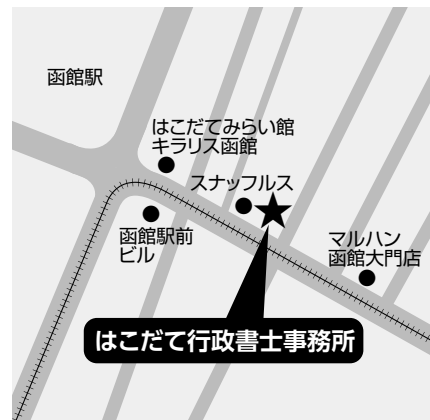 函館駅
はこだてみらい館
キラリス函館
スナッフルス
函館駅前
ビル
マルハン
函館大門店
はこだて行政書士事務所